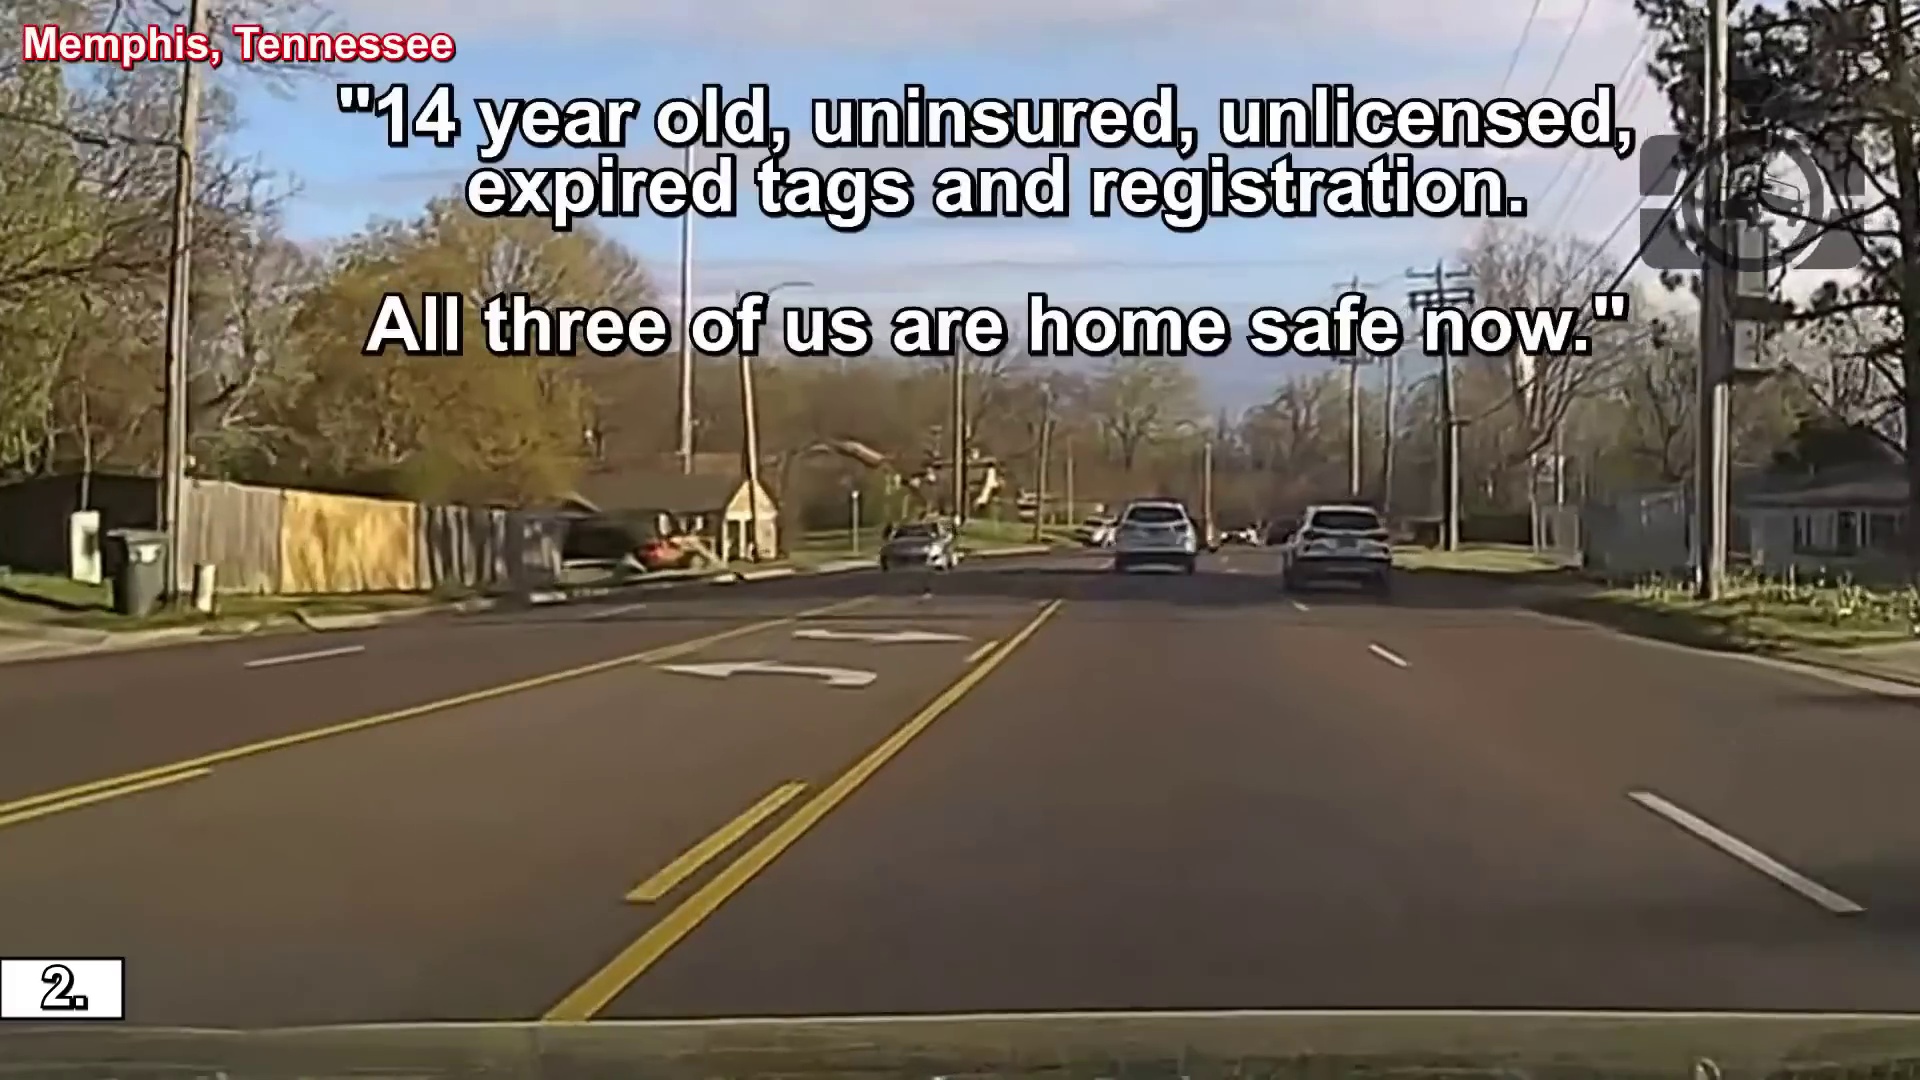 Memphis, Tennessee
"14 year old, uninsured, unlicensed,
expired tags and registration.
All three of us are home safe now."
2.